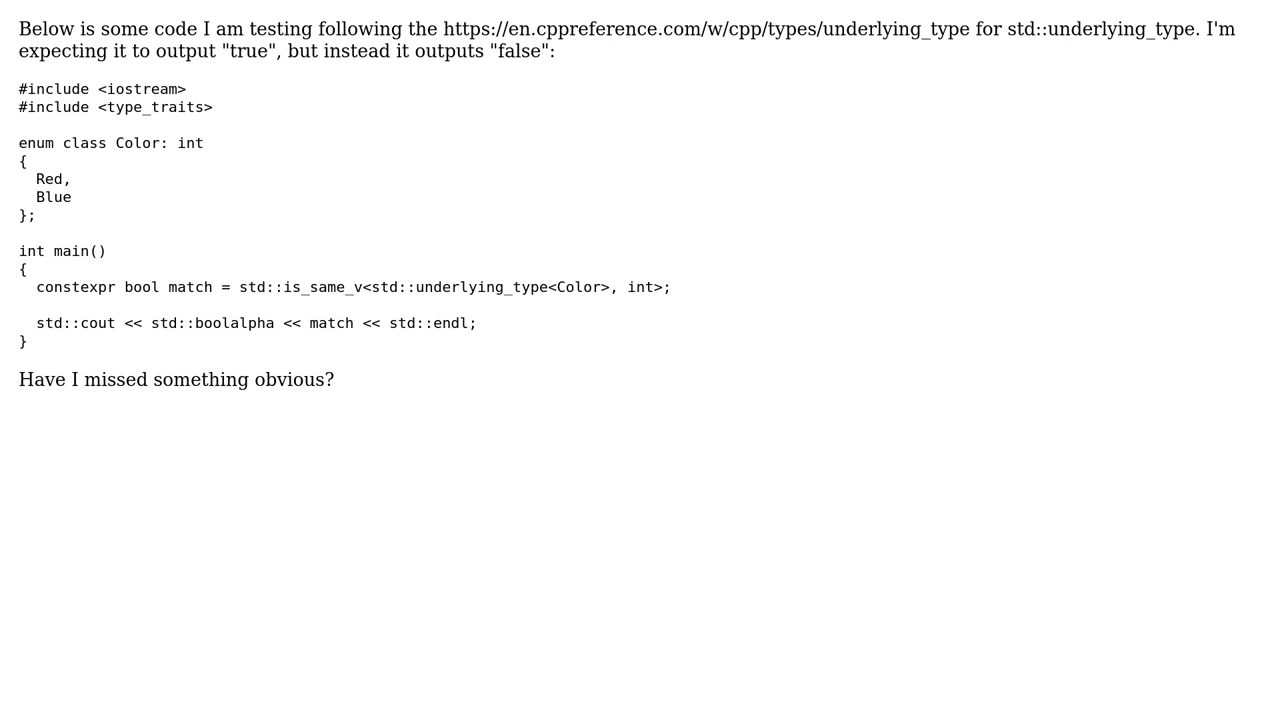 Below is some code I am testing following the https://en.cppreference.com/w/cpp/types/underlying_type for std::underlying_type. I'm
expecting it to output "true", but instead it outputs "false":
#include <iostream>
#include <type_traits>
enum class Color: int
{
  Red,
  Blue
};
int main()
{
  constexpr bool match = std::is_same_v<std::underlying_type<Color>, int>;
  std::cout << std::boolalpha << match << std::endl;
}
Have I missed something obvious?